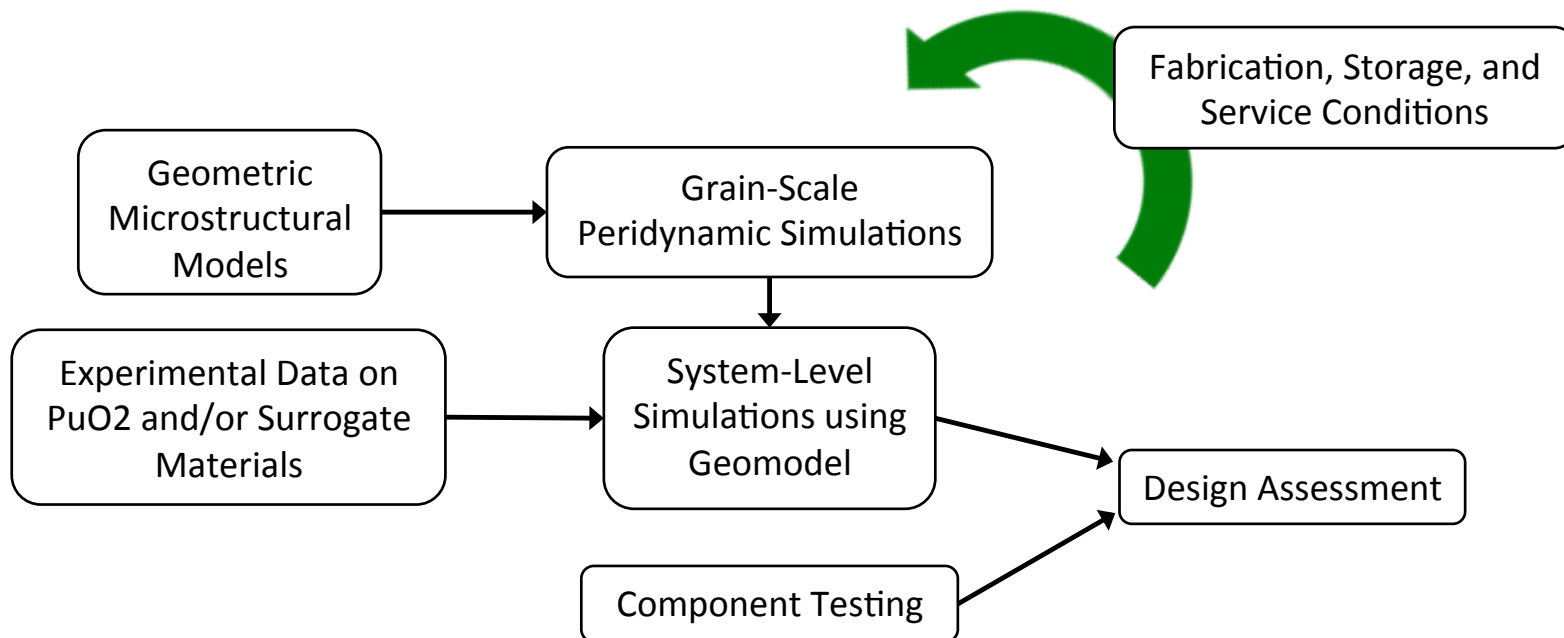 Fabrication, Storage, and
Service Conditions
Geometric
Microstructural
Models
Grain-Scale
Peridynamic Simulations
Experimental Data on
PuO2 and/or Surrogate
Materials
System-Level
Simulations using
Geomodel
Design Assessment
Component Testing